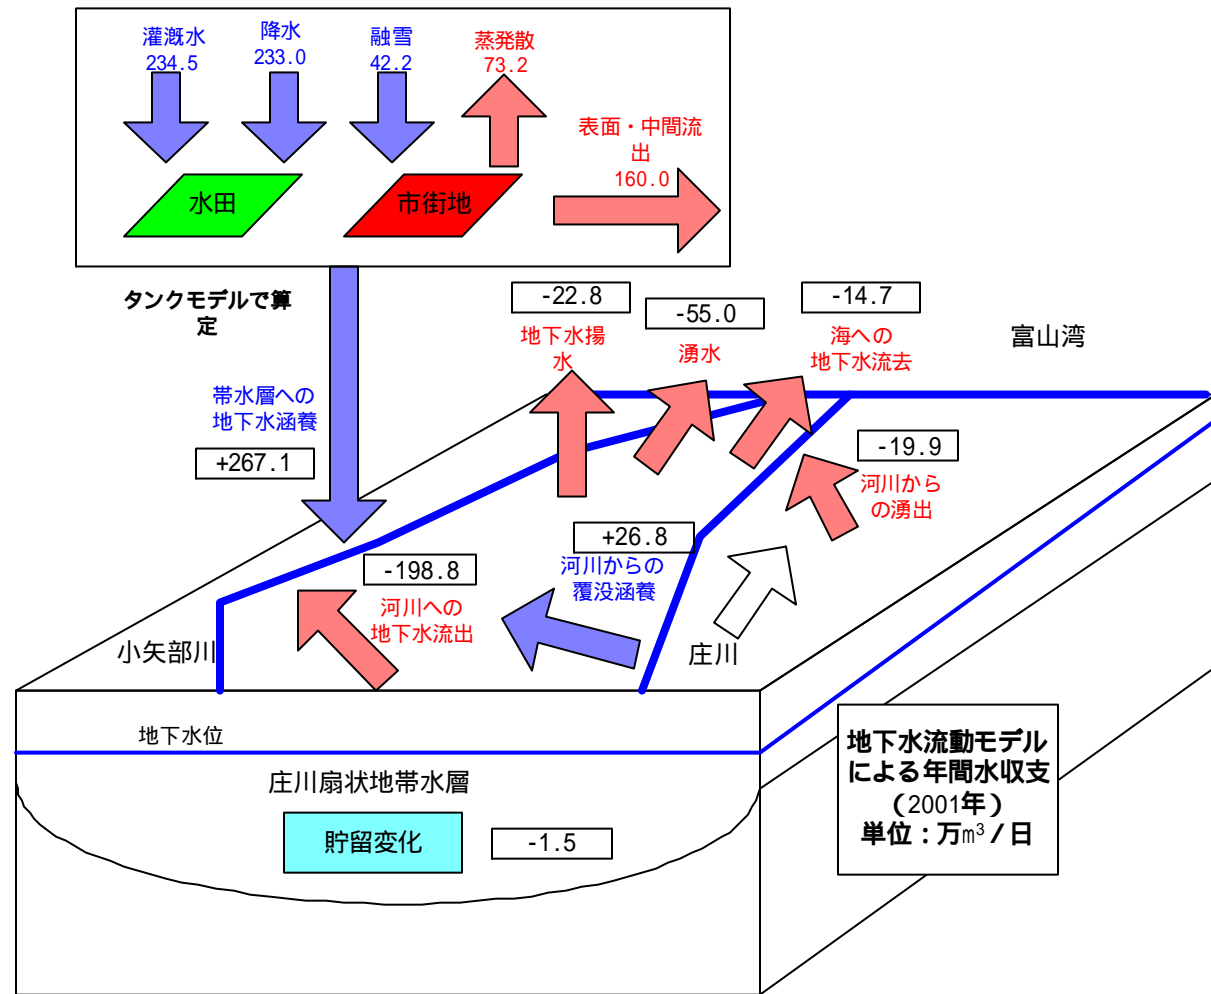 灌漑水
234.5
降水
233.0
融雪
42.2
蒸発散
73.2
表面・中間流
出
160.0
水田
市街地
タンクモデルで算
定
-22.8
地下水揚
水
-55.0
湧水
-14.7
海への
地下水流去
富山湾
帯水層への
地下水涵養
+267.1
-19.9
河川から
の湧出
+26.8
河川からの
覆没涵養
-198.8
河川への
地下水流出
小矢部川
庄川
地下水位
庄川扇状地帯水層
貯留変化
-1.5
地下水流動モデル
による年間水収支
(2001年)
単位:万m³/日